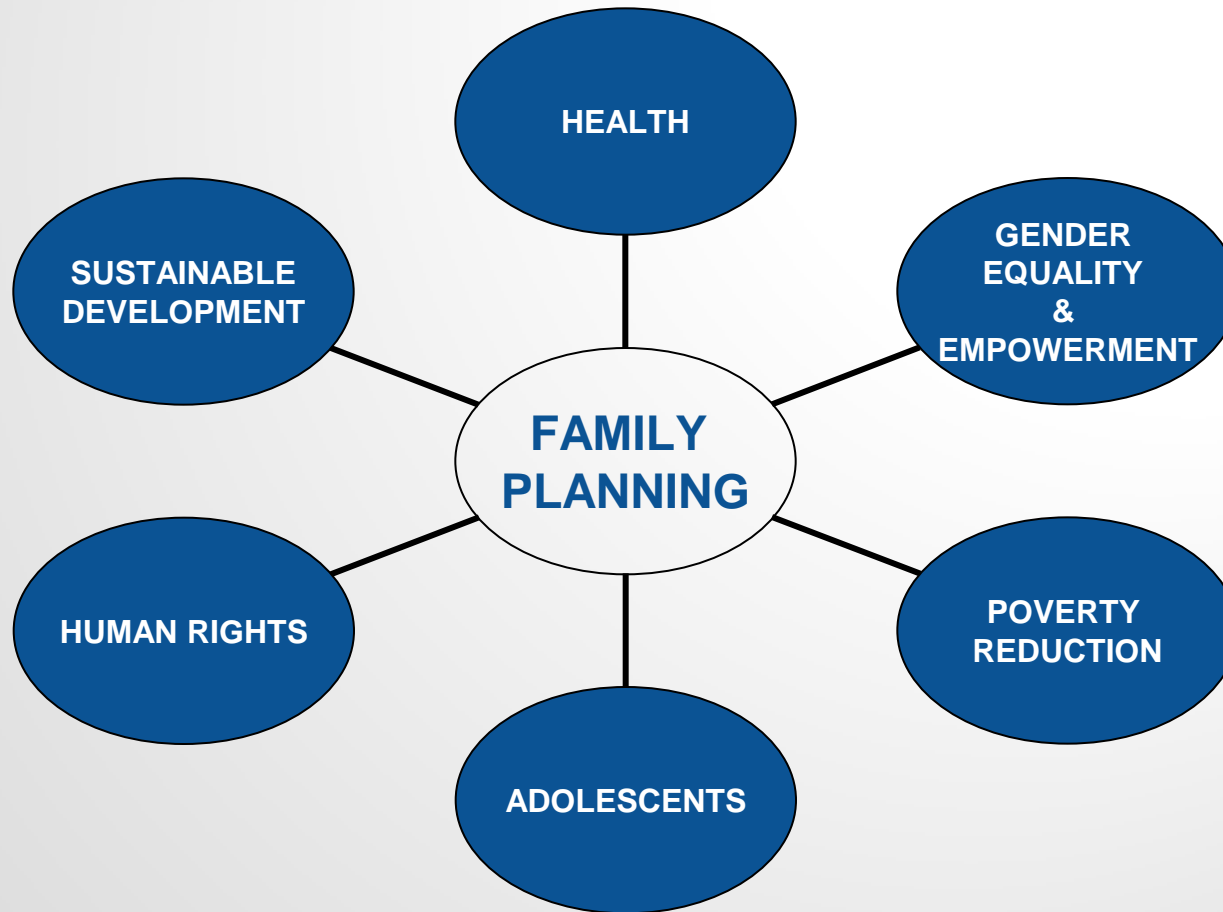 HEALTH
GENDER
EQUALITY
&
EMPOWERMENT
SUSTAINABLE
DEVELOPMENT
FAMILY
PLANNING
HUMAN RIGHTS
POVERTY
REDUCTION
ADOLESCENTS